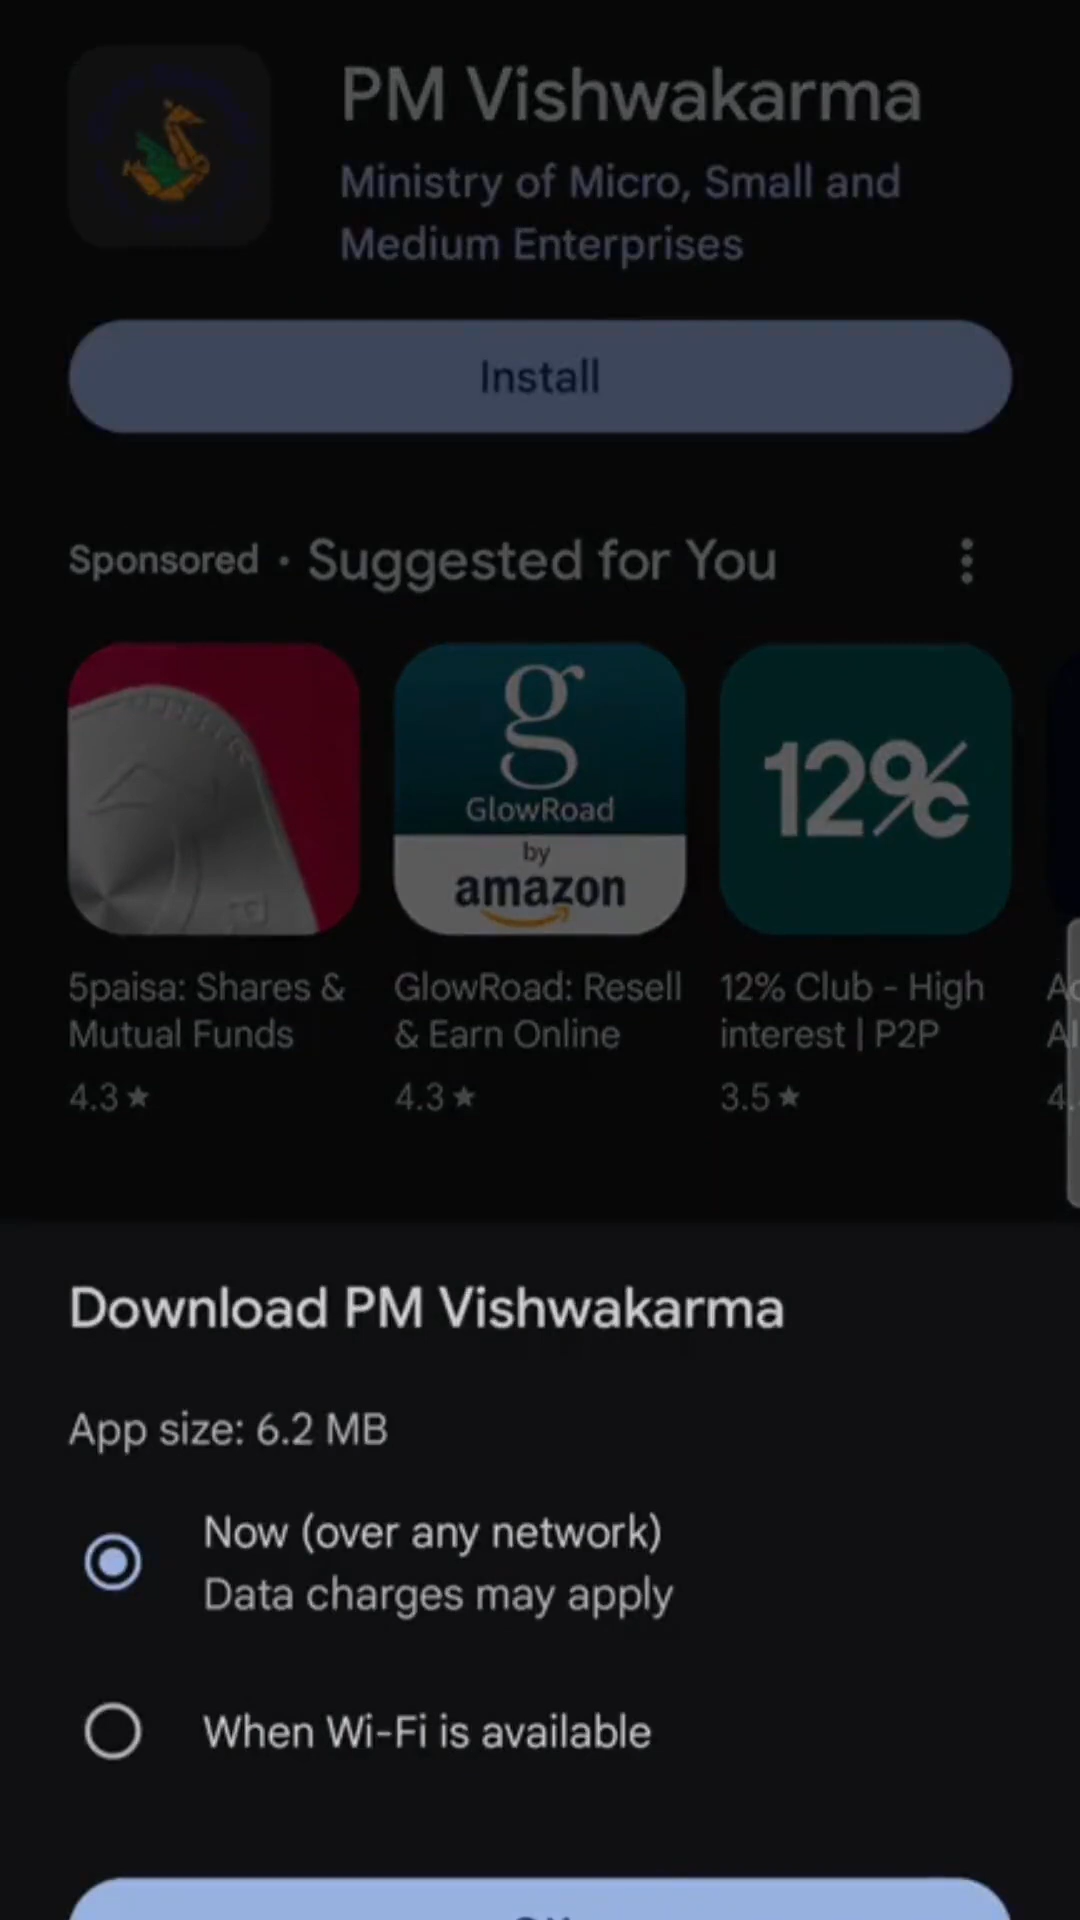 PM Vishwakarma
Ministry of Micro, Small and
Medium Enterprises
Install
Sponsored · Suggested for You
g
GlowRoad
by
amazon
12%
5paisa: Shares &
Mutual Funds
4.3 ★
GlowRoad: Resell
& Earn Online
4.3 ★
12% Club - High
interest | P2P
3.5 ★
Download PM Vishwakarma
App size: 6.2 MB
Now (over any network)
Data charges may apply
When Wi-Fi is available